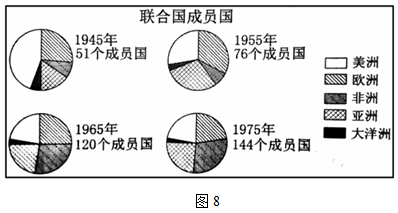 联合国成员国
1945年
51个成员国
1955年
76个成员国
1965年
120个成员国
1975年
144个成员国
美洲
欧洲
非洲
亚洲
大洋洲
图8